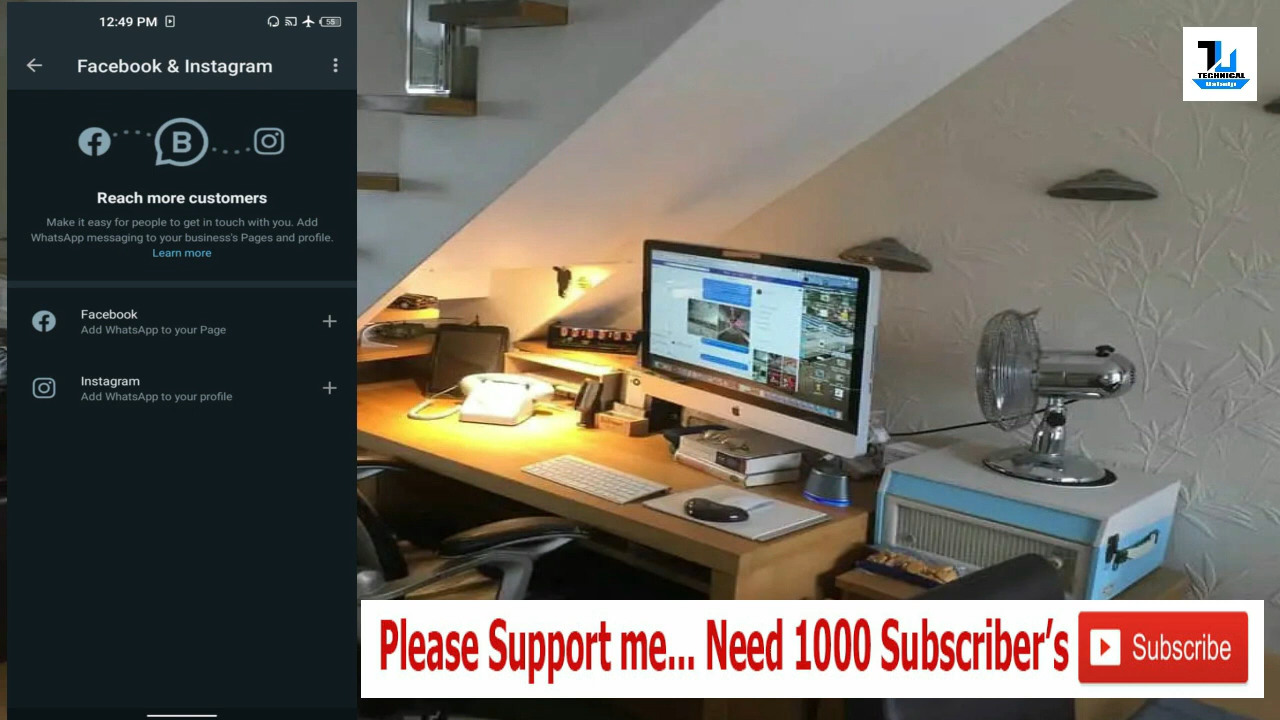 12:49 PM
55
Facebook & Instagram
B
Reach more customers
Make it easy for people to get in touch with you. Add
WhatsApp messaging to your business's Pages and profile.
Learn more
Facebook
Add WhatsApp to your Page
Instagram
Add WhatsApp to your profile
TECHNICAL
Please Support me... Need 1000 Subscriber's
Subscribe